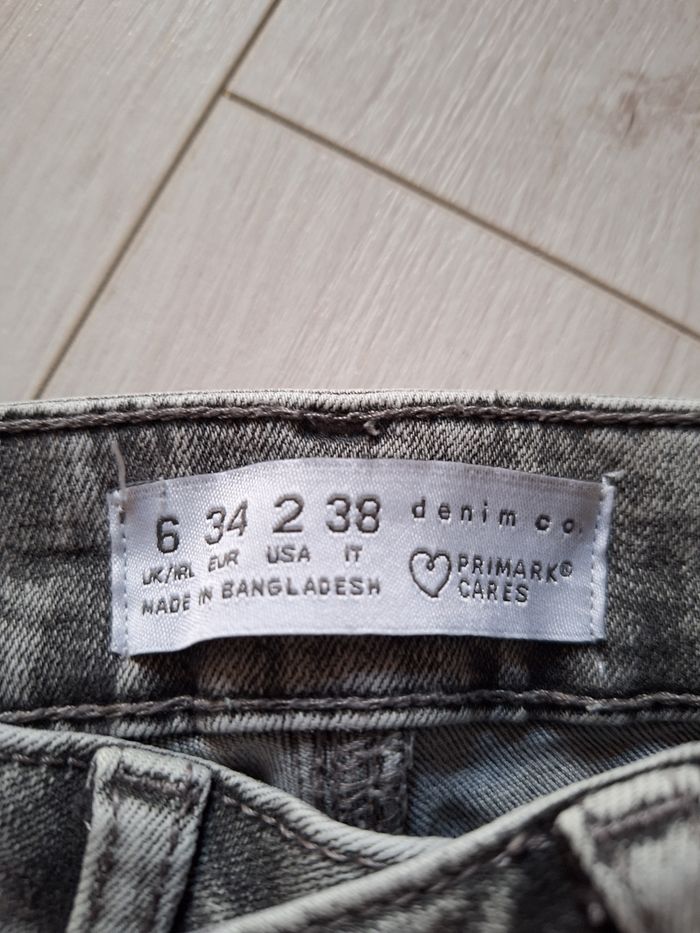 6 34 2 38
UK/IRL EUR USA IT
MADE IN BANGLADESH
denim co.
PRIMARK®
CARES